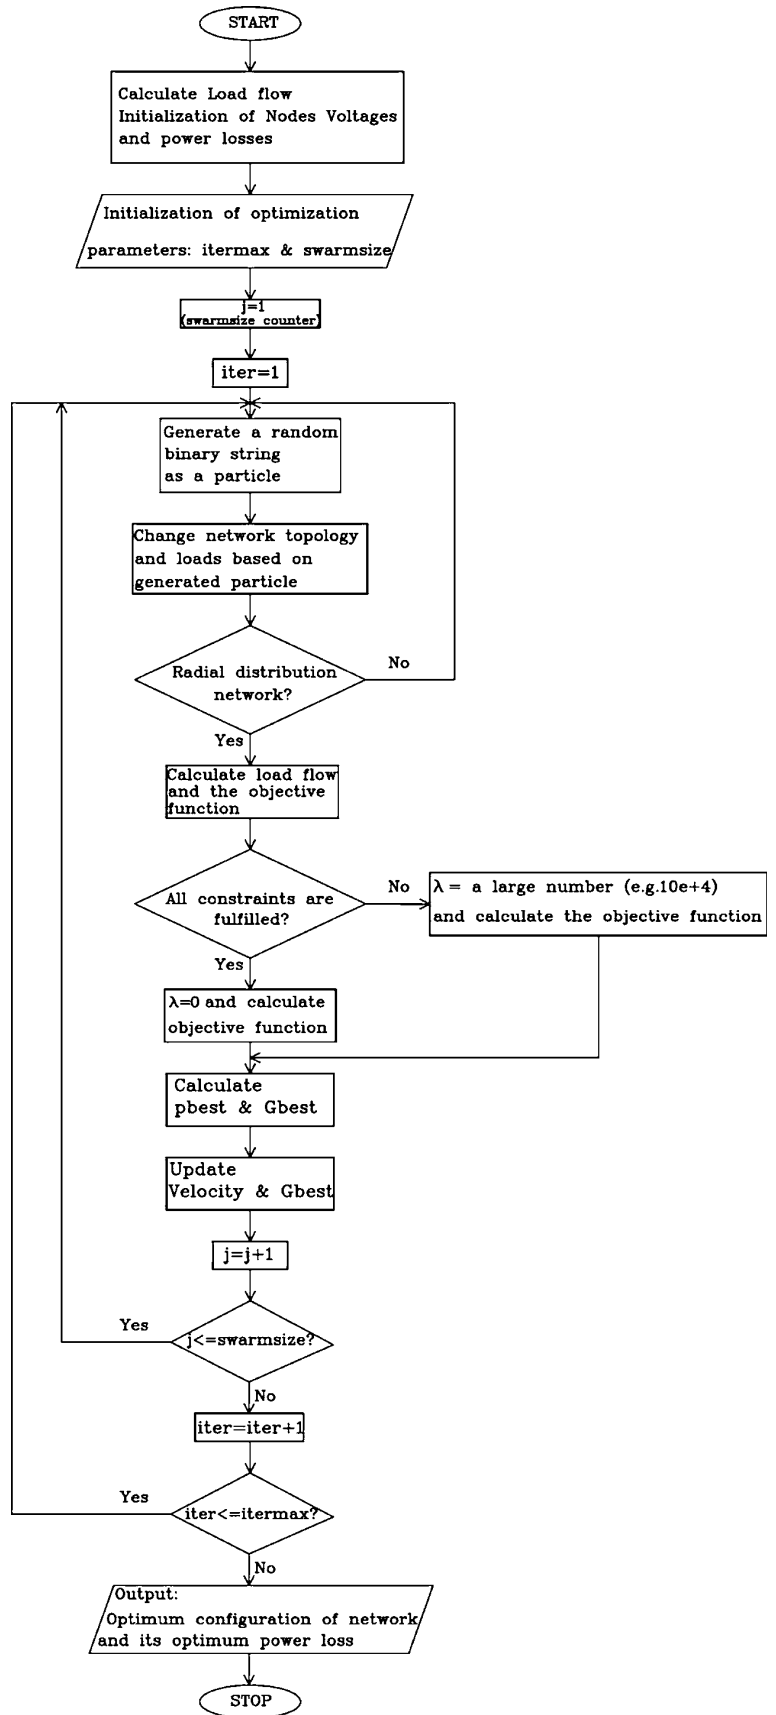 START
Calculate Load flow
Initialization of Nodes Voltages
and power losses
Initialization of optimization
parameters: itermax & swarmsize
j=1
(swarmsize counter)
iter=1
Generate a random
binary string
as a particle
Change network topology
and loads based on
generated particle
Radial distribution
network?
No
Yes
Calculate load flow
and the objective
function
All constraints are
fulfilled?
No
λ = a large number (e.g.10e+4)
and calculate the objective function
Yes
λ=0 and calculate
objective function
Calculate
pbest & Gbest
Update
Velocity & Gbest
j=j+1
j<=swarmsize?
Yes
No
iter=iter+1
iter<=itermax?
Yes
No
Output:
Optimum configuration of network
and its optimum power loss
STOP